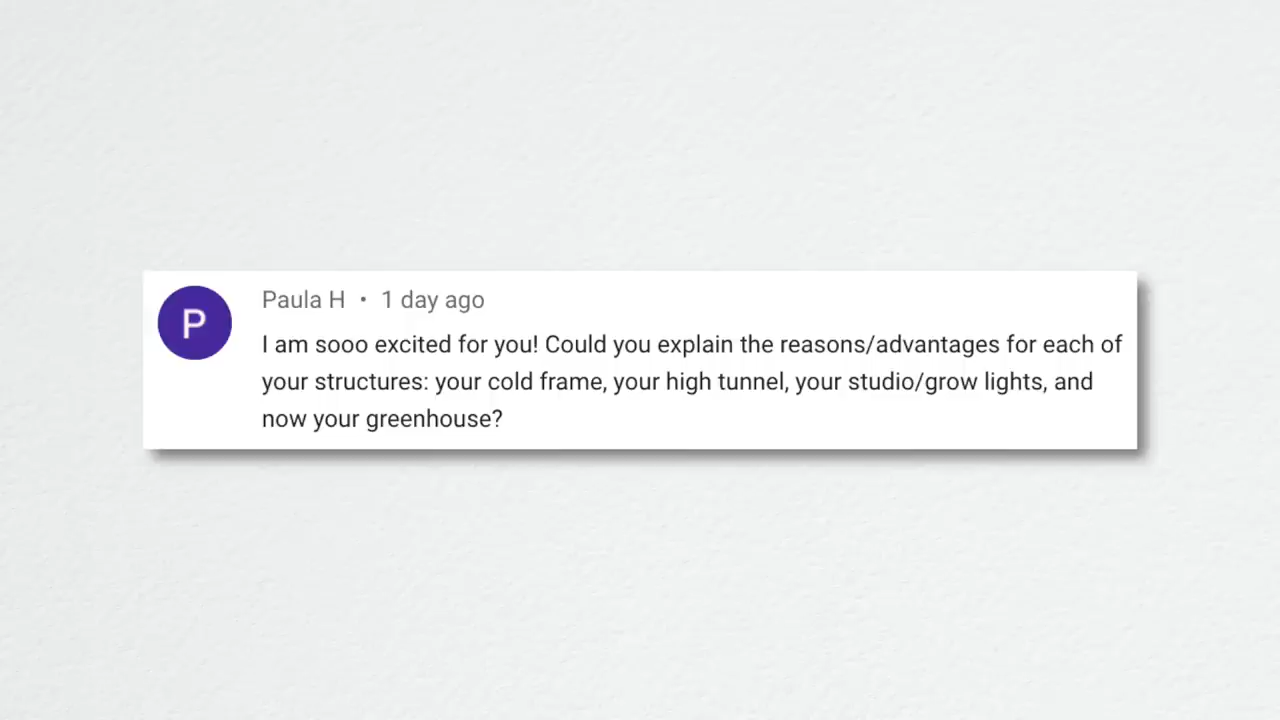 P
Paula H • 1 day ago
I am sooo excited for you! Could you explain the reasons/advantages for each of
your structures: your cold frame, your high tunnel, your studio/grow lights, and
now your greenhouse?